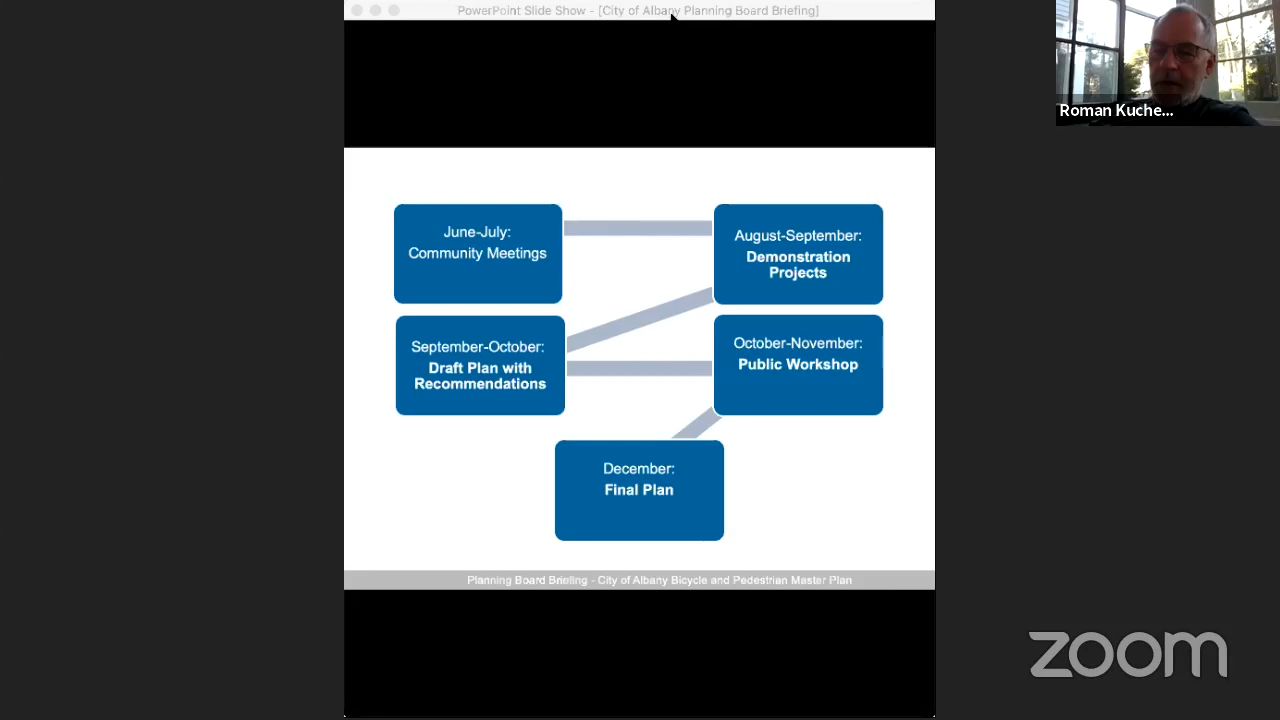 PowerPoint Slide Show - [City of Albany Planning Board Briefing]
Roman Kuche...
June-July:
Community Meetings
August-September:
Demonstration
Projects
September-October:
Draft Plan with
Recommendations
October-November:
Public Workshop
December:
Final Plan
Planning Board Briefing - City of Albany Bicycle and Pedestrian Master Plan
zoom